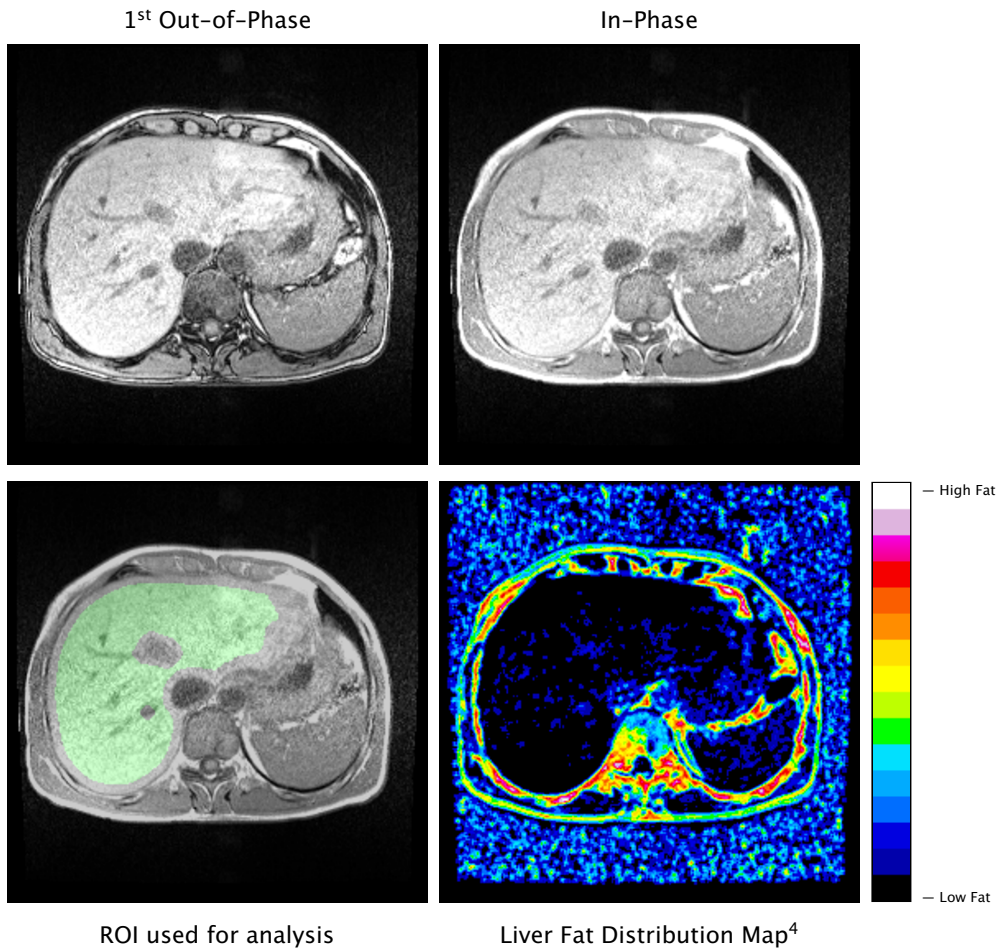 1st Out-of-Phase
In-Phase
— High Fat
— Low Fat
ROI used for analysis
Liver Fat Distribution Map4